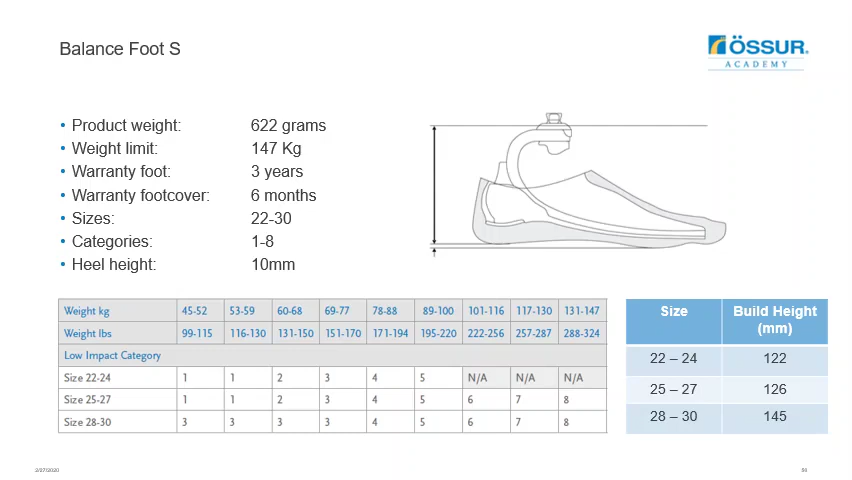 Balance Foot S
ÖSSUR®
ACADEMY
• Product weight: 622 grams
• Weight limit: 147 Kg
• Warranty foot: 3 years
• Warranty footcover: 6 months
• Sizes: 22-30
• Categories: 1-8
• Heel height: 10mm
Weight kg 45-52 53-59 60-68 69-77 78-88 89-100 101-116 117-130 131-147
Weight lbs 99-115 116-130 131-150 151-170 171-194 195-220 222-256 257-287 288-324
Low Impact Category
Size 22-24 1 1 2 3 4 5 N/A N/A N/A
Size 25-27 1 1 2 3 4 5 6 7 8
Size 28-30 3 3 3 3 4 5 6 7 8
Size Build Height
(mm)
22 – 24 122
25 – 27 126
28 – 30 145
2/27/2020